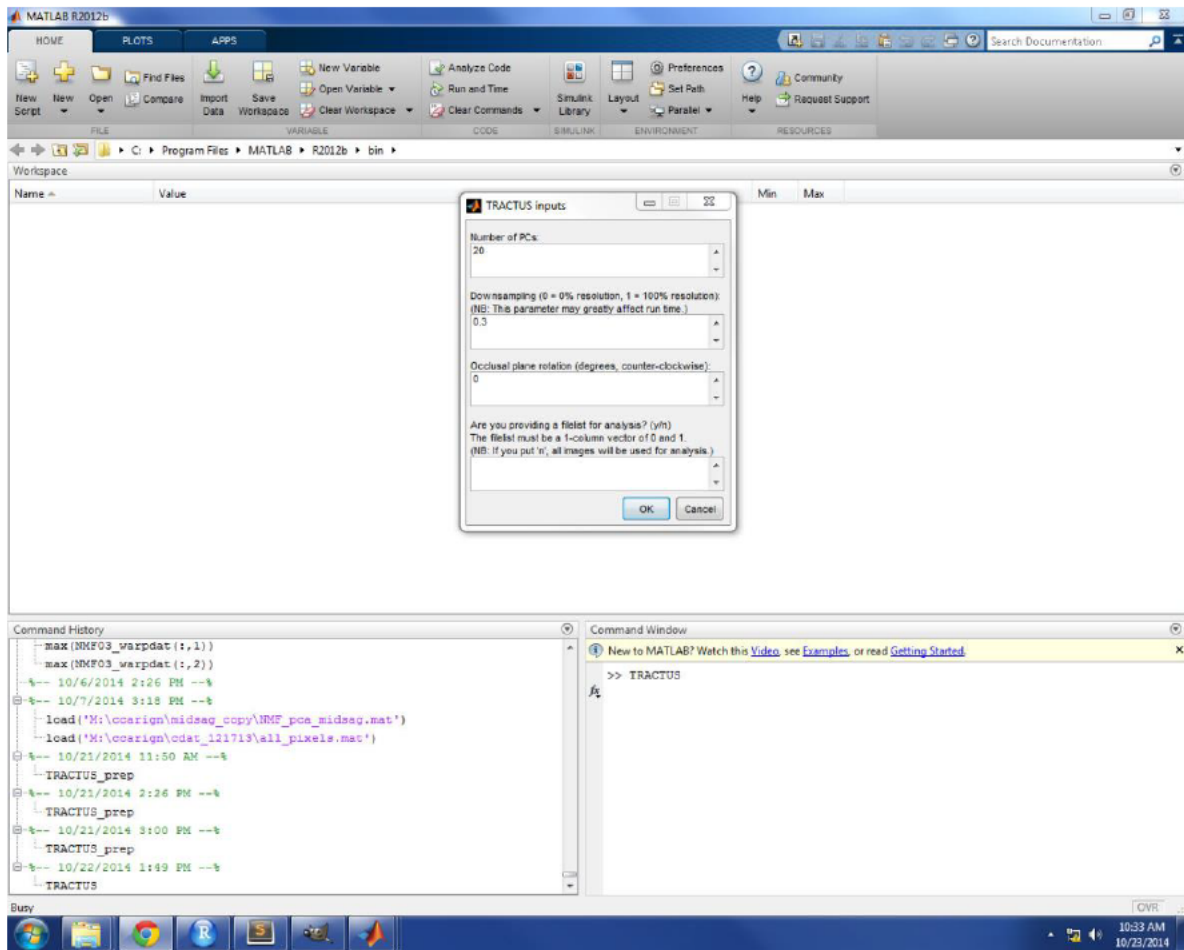 MATLAB R2012b
HOME PLOTS APPS
Search Documentation
New Script
New
Open
Find Files
Compare
Import Data
Save Workspace
New Variable
Open Variable
Clear Workspace
Analyze Code
Run and Time
Clear Commands
Simulink Library
Layout
Preferences
Set Path
Parallel
Help
Community
Request Support
FILE VARIABLE CODE SIMULINK ENVIRONMENT RESOURCES
C: Program Files MATLAB R2012b bin
Workspace
Name Value Min Max
TRACTUS inputs
Number of PCs:
20
Downsampling (0 = 0% resolution, 1 = 100% resolution):
(NB: This parameter may greatly affect run time.)
0.3
Occlusal plane rotation (degrees, counter-clockwise):
0
Are you providing a filelist for analysis? (y/n)
The filelist must be a 1-column vector of 0 and 1.
(NB: If you put 'n', all images will be used for analysis.)
OK Cancel
Command History
max(NMF03_warpdat(:,1))
max(NMF03_warpdat(:,2))
%-- 10/6/2014 2:26 PM --%
%-- 10/7/2014 3:18 PM --%
load('M:\ccarign\midsag_copy\NMF_pca_midsag.mat')
load('M:\ccarign\cdat_121713\all_pixels.mat')
%-- 10/21/2014 11:50 AM --%
TRACTUS_prep
%-- 10/21/2014 2:26 PM --%
TRACTUS_prep
%-- 10/21/2014 3:00 PM --%
TRACTUS_prep
%-- 10/22/2014 1:49 PM --%
TRACTUS
Command Window
New to MATLAB? Watch this Video, see Examples, or read Getting Started.
fx
>> TRACTUS
Busy
OVR
10:33 AM
10/23/2014